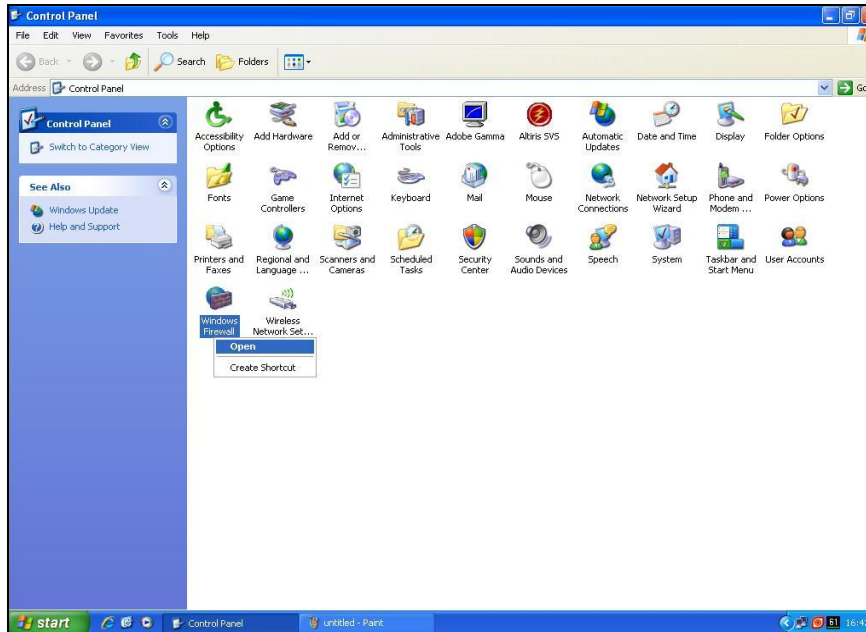 Control Panel
File Edit View Favorites Tools Help
Back Search Folders
Address Control Panel Go
Control Panel
Switch to Category View
See Also
Windows Update
Help and Support
Accessibility Options
Add Hardware
Add or Remov...
Administrative Tools
Adobe Gamma
Altiris SVS
Automatic Updates
Date and Time
Display
Folder Options
Fonts
Game Controllers
Internet Options
Keyboard
Mail
Mouse
Network Connections
Network Setup Wizard
Phone and Modem ...
Power Options
Printers and Faxes
Regional and Language ...
Scanners and Cameras
Scheduled Tasks
Security Center
Sounds and Audio Devices
Speech
System
Taskbar and Start Menu
User Accounts
Windows Firewall
Wireless Network Set...
Open
Create Shortcut
start Control Panel untitled - Paint 61